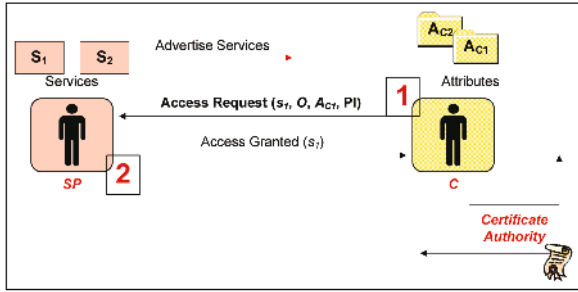 S1 S2
Advertise Services
AC2
AC1
Services
Attributes
Access Request (s1, O, AC1, PI)
1
Access Granted (s1)
2
SP
C
Certificate
Authority